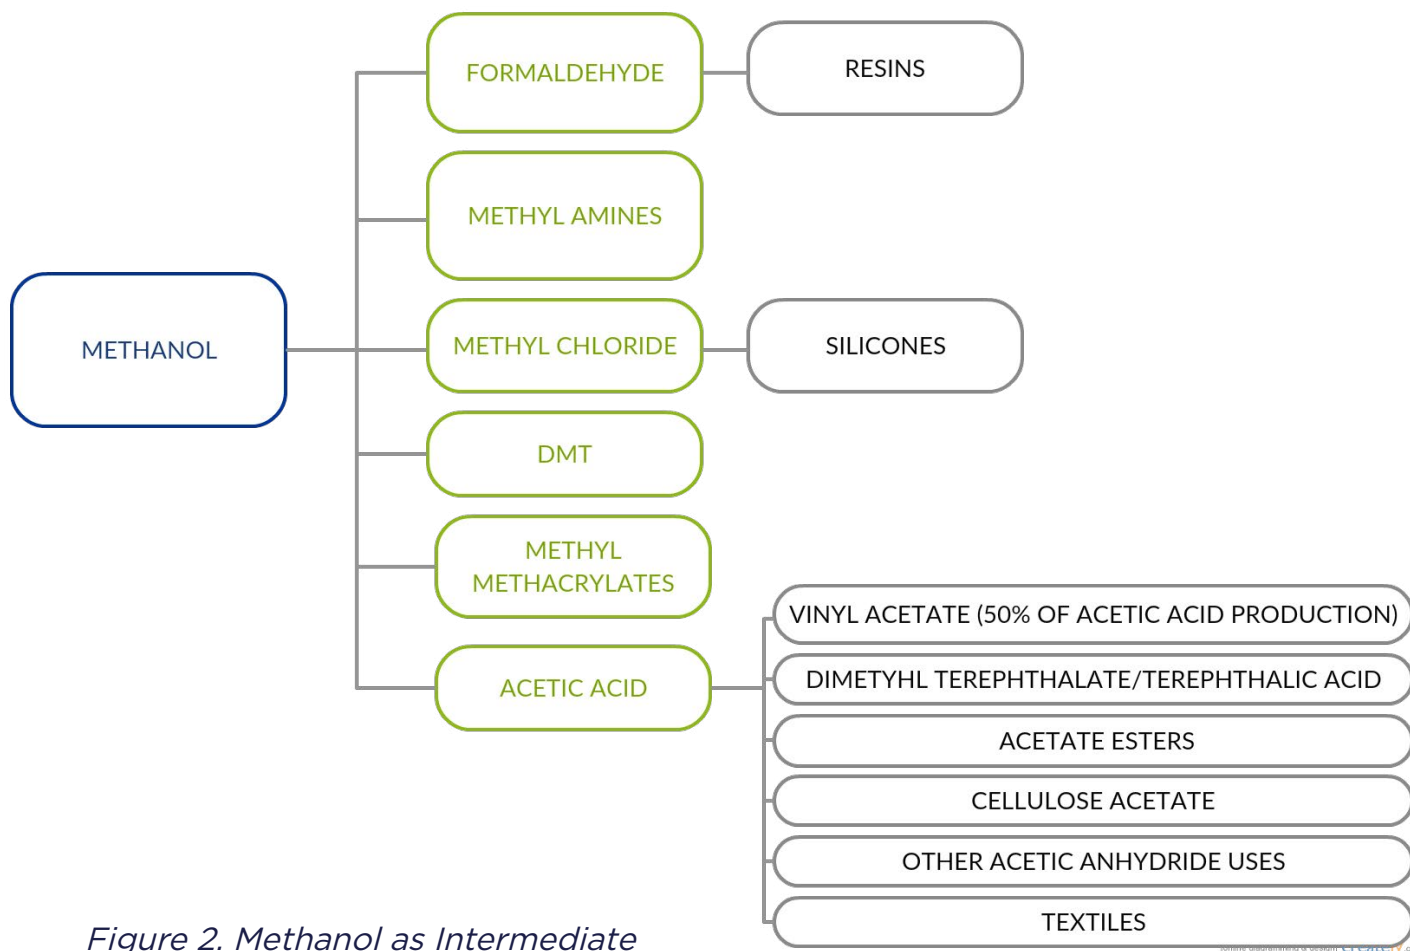 FORMALDEHYDE
RESINS
METHYL AMINES
METHANOL
METHYL CHLORIDE
SILICONES
DMT
METHYL
METHACRYLATES
ACETIC ACID
VINYL ACETATE (50% OF ACETIC ACID PRODUCTION)
DIMETYHL TEREPHTHALATE/TEREPHTHALIC ACID
ACETATE ESTERS
CELLULOSE ACETATE
OTHER ACETIC ANHYDRIDE USES
TEXTILES
Figure 2. Methanol as Intermediate